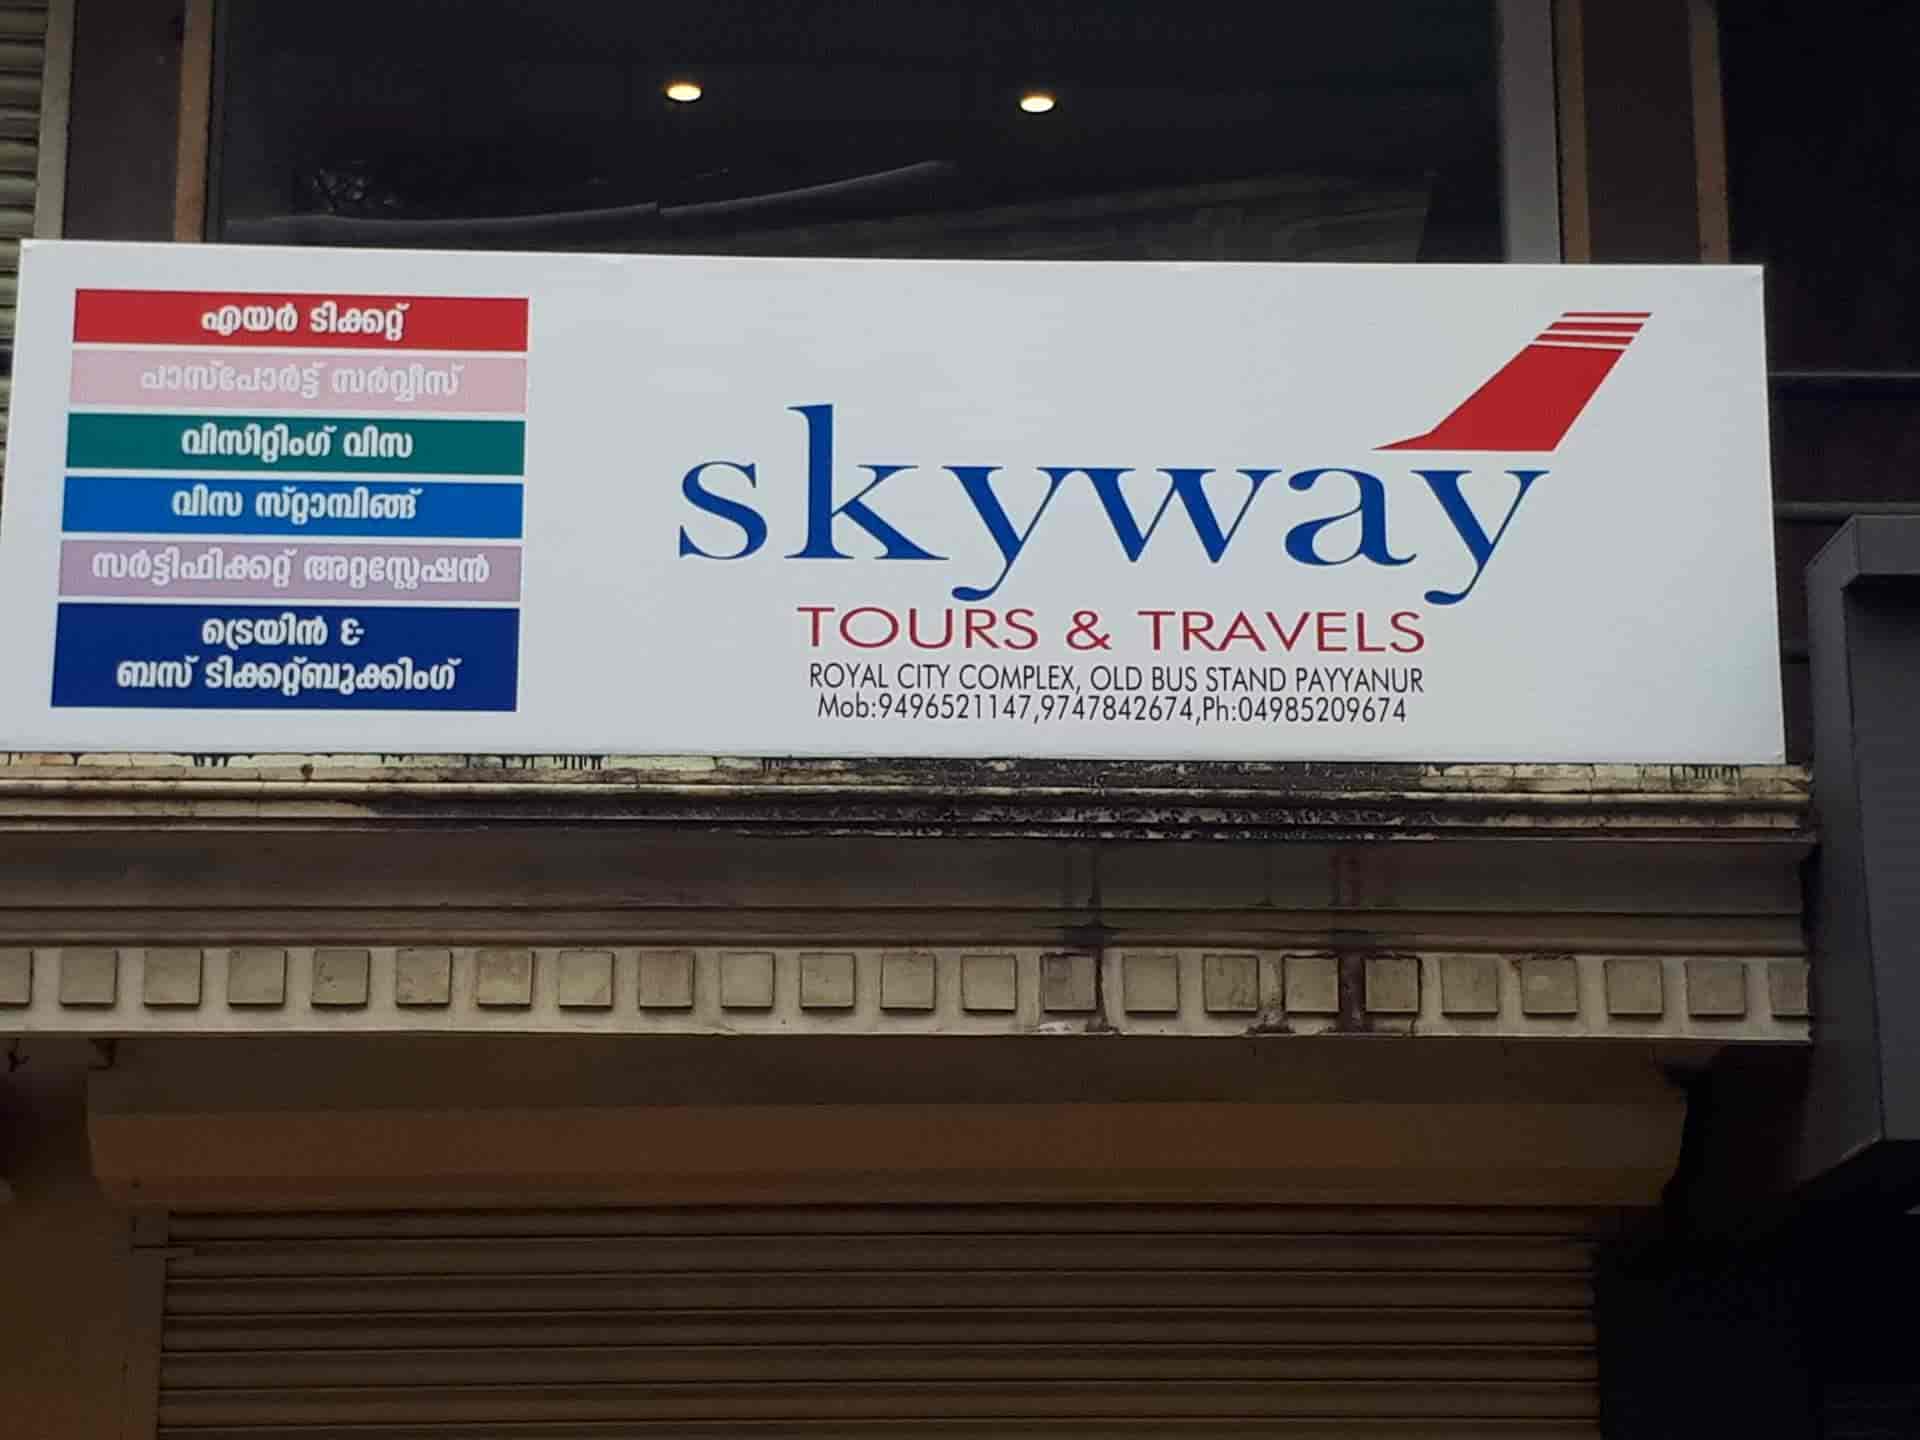 എയർ ടിക്കറ്റ്
പാസ്പോർട്ട് സർവ്വീസ്
വിസിറ്റിംഗ് വിസ
വിസ സ്റ്റാമ്പിങ്ങ്
സർട്ടിഫിക്കറ്റ് അറ്റസ്റ്റേഷൻ
ട്രെയിൻ &
ബസ് ടിക്കറ്റ്ബുക്കിംഗ്
skyway
TOURS & TRAVELS
ROYAL CITY COMPLEX, OLD BUS STAND PAYYANUR
Mob:9496521147,9747842674,Ph:04985209674